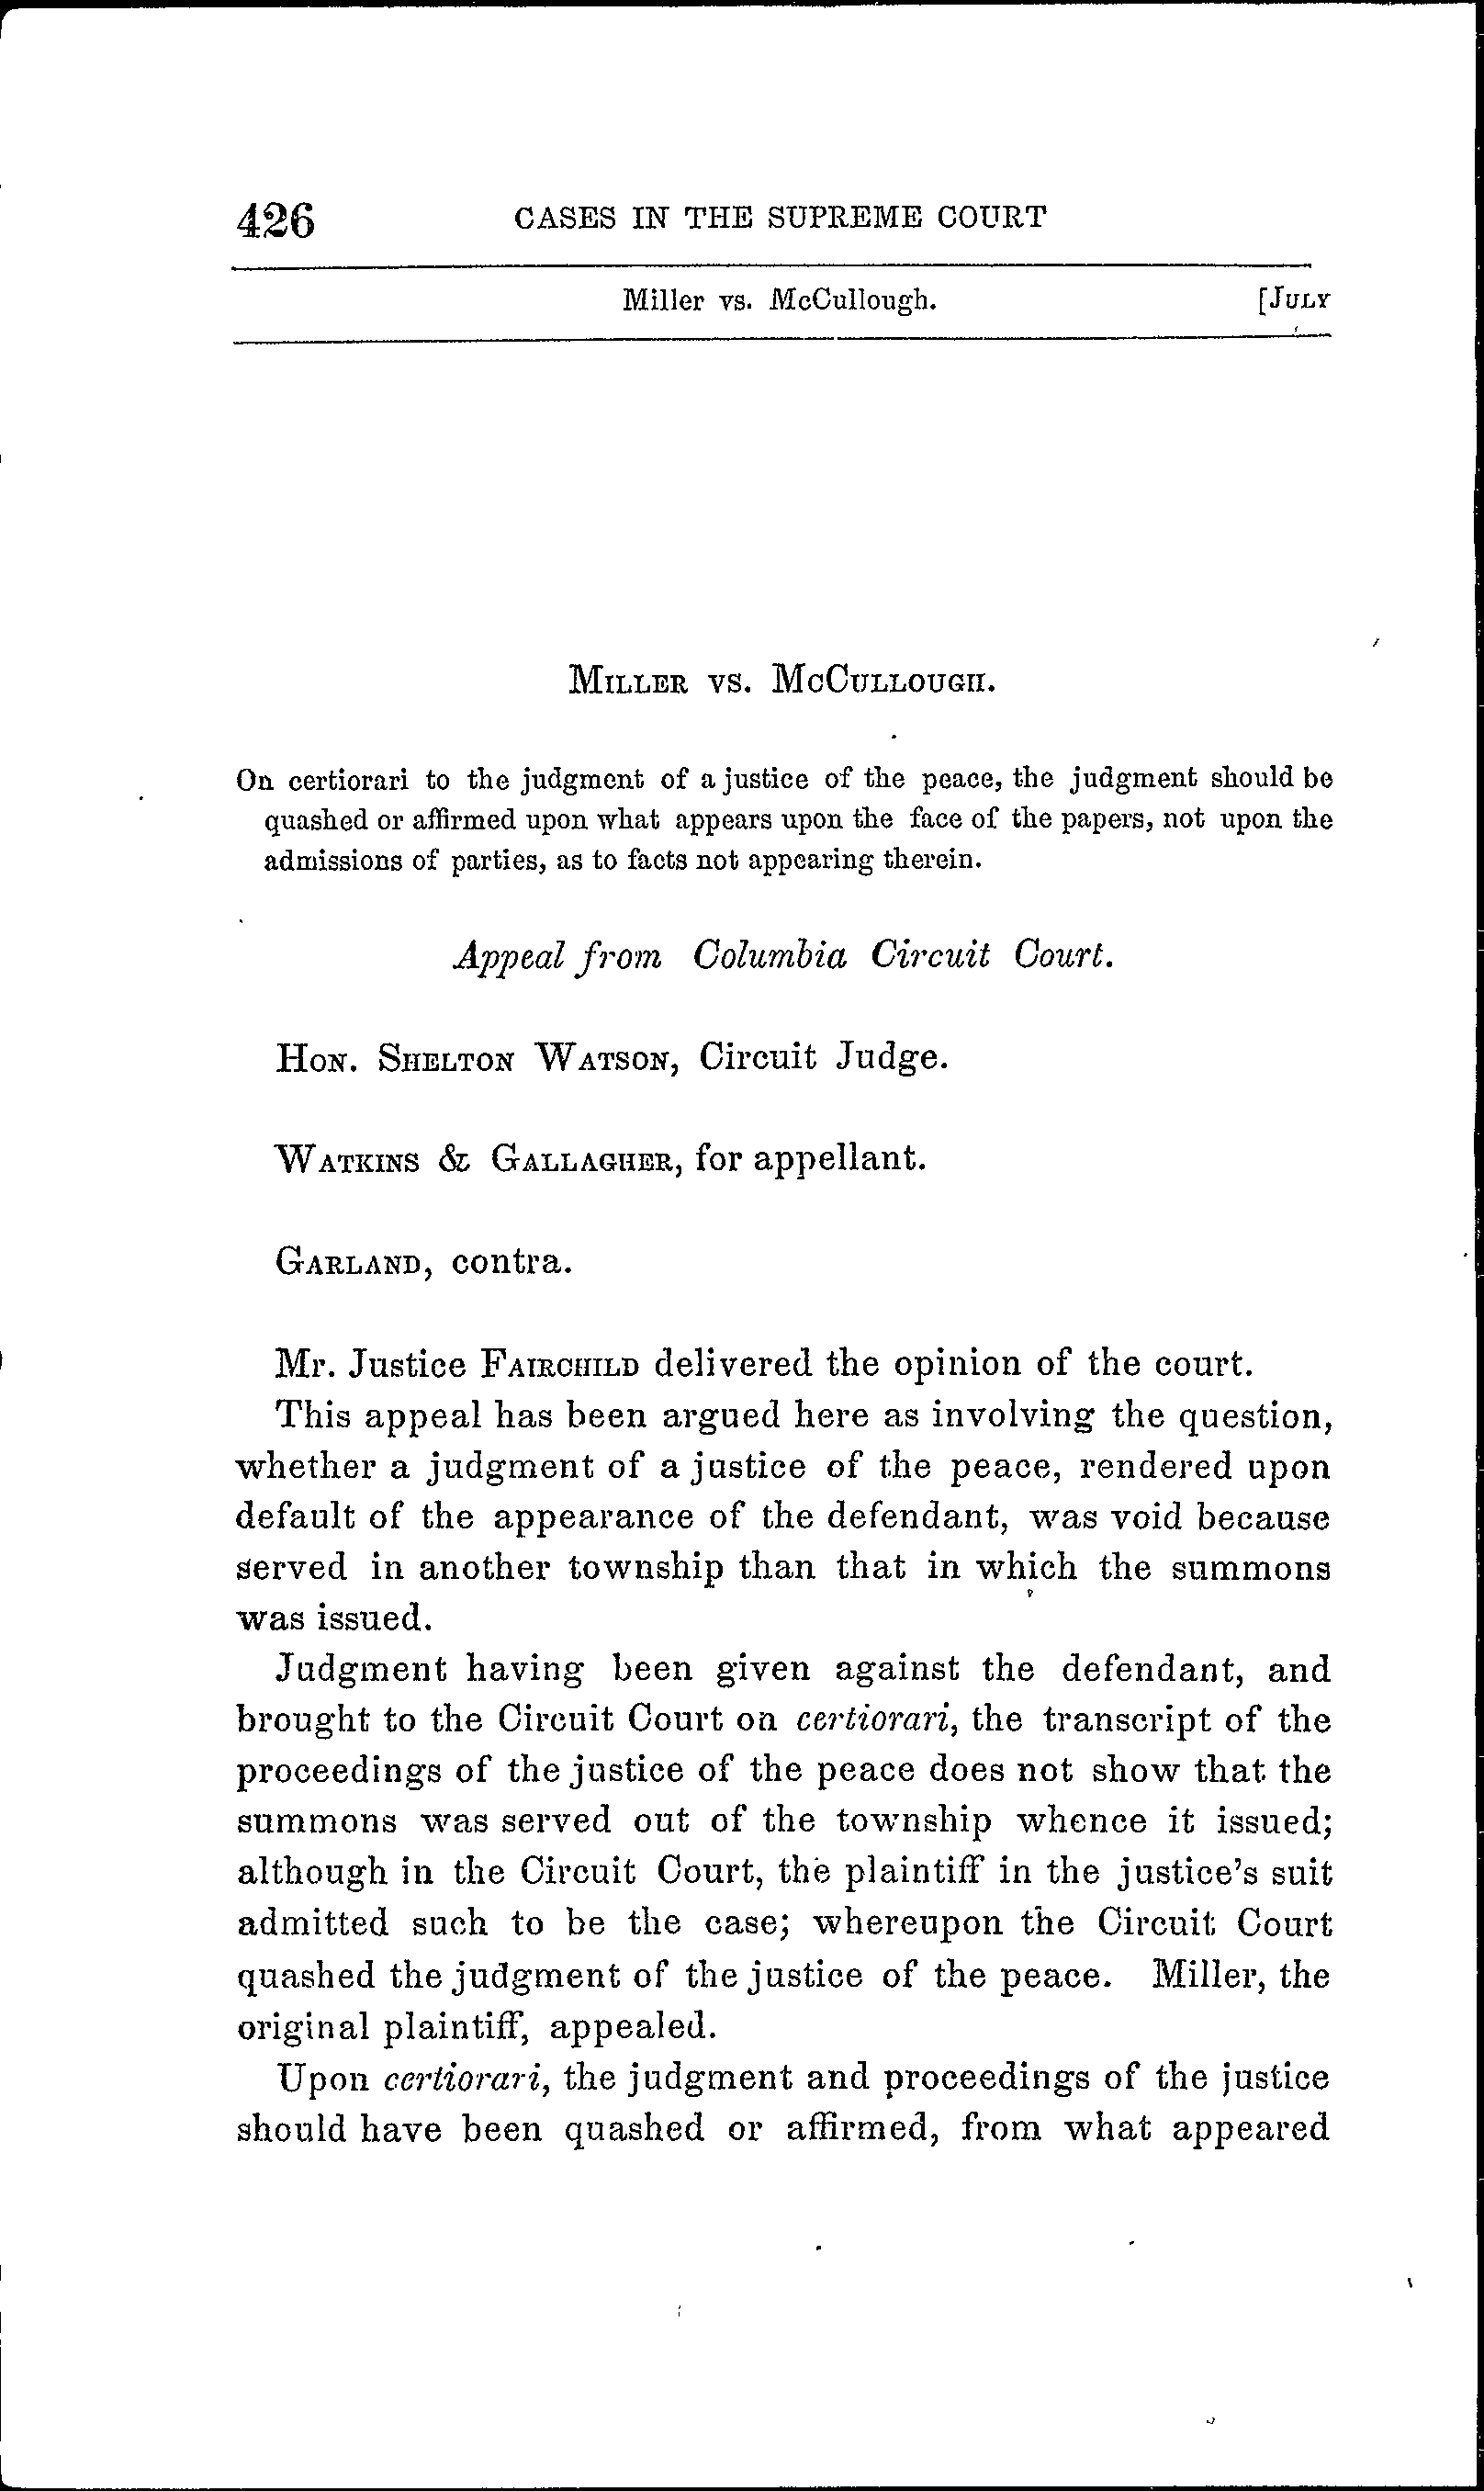 426 CASES IN THE SUPREME COURT
Miller vs. McCullough. [JULY
MILLER vs. MCCULLOUGH.
On certiorari to the judgment of a justice of the peace, the judgment should be
quashed or affirmed upon what appears upon the face of the papers, not upon the
admissions of parties, as to facts not appearing therein.
Appeal from Columbia Circuit Court.
HON. SHELTON WATSON, Circuit Judge.
WATKINS & GALLAGHER, for appellant.
GARLAND, contra.
Mr. Justice FAIRCHILD delivered the opinion of the court.
This appeal has been argued here as involving the question,
whether a judgment of a justice of the peace, rendered upon
default of the appearance of the defendant, was void because
served in another township than that in which the summons
was issued.
Judgment having been given against the defendant, and
brought to the Circuit Court on certiorari, the transcript of the
proceedings of the justice of the peace does not show that the
summons was served out of the township whence it issued;
although in the Circuit Court, the plaintiff in the justice's suit
admitted such to be the case; whereupon the Circuit Court
quashed the judgment of the justice of the peace. Miller, the
original plaintiff, appealed.
Upon certiorari, the judgment and proceedings of the justice
should have been quashed or affirmed, from what appeared